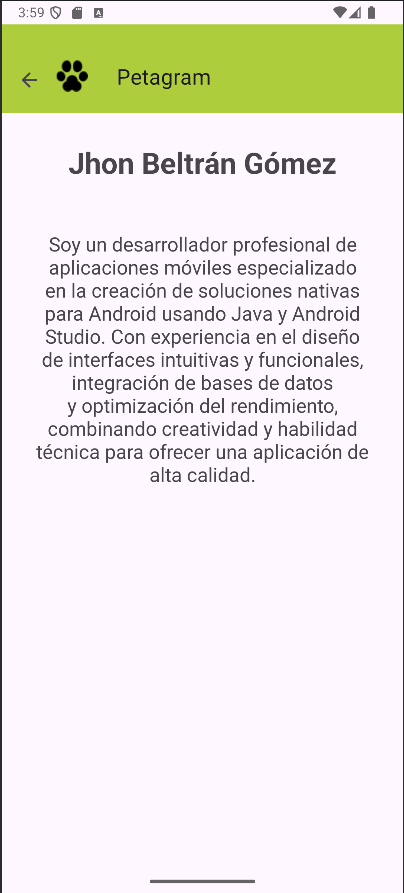 3:59
Petagram
Jhon Beltrán Gómez
Soy un desarrollador profesional de
aplicaciones móviles especializado
en la creación de soluciones nativas
para Android usando Java y Android
Studio. Con experiencia en el diseño
de interfaces intuitivas y funcionales,
integración de bases de datos
y optimización del rendimiento,
combinando creatividad y habilidad
técnica para ofrecer una aplicación de
alta calidad.